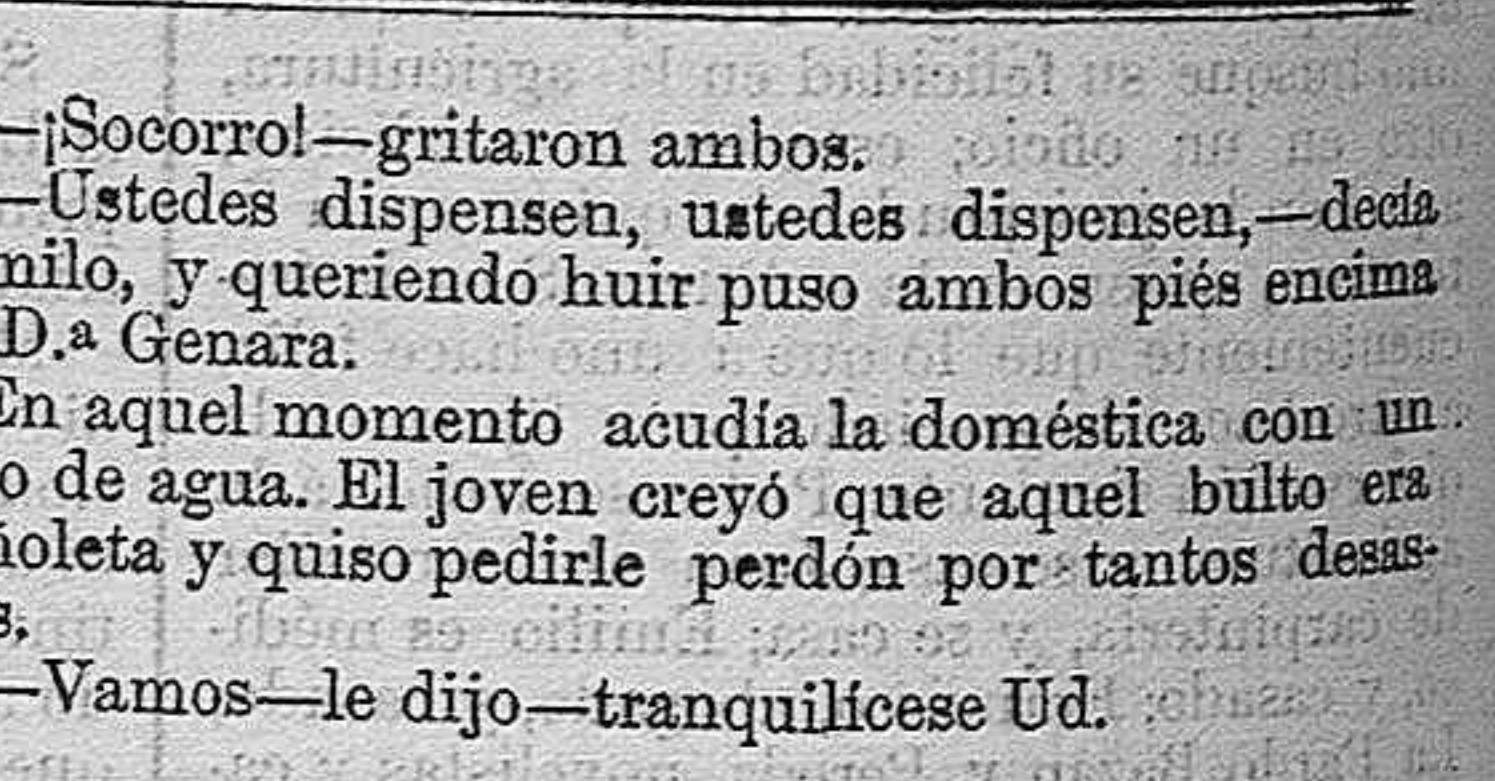 —¡Socorro!—gritaron ambos.
—Ustedes dispensen, ustedes dispensen,—decía
milo, y queriendo huir puso ambos piés encima
D.ª Genara.
En aquel momento acudía la doméstica con un
o de agua. El joven creyó que aquel bulto era
ñoleta y quiso pedirle perdón por tantos desas-
s.
—Vamos—le dijo—tranquilícese Ud.